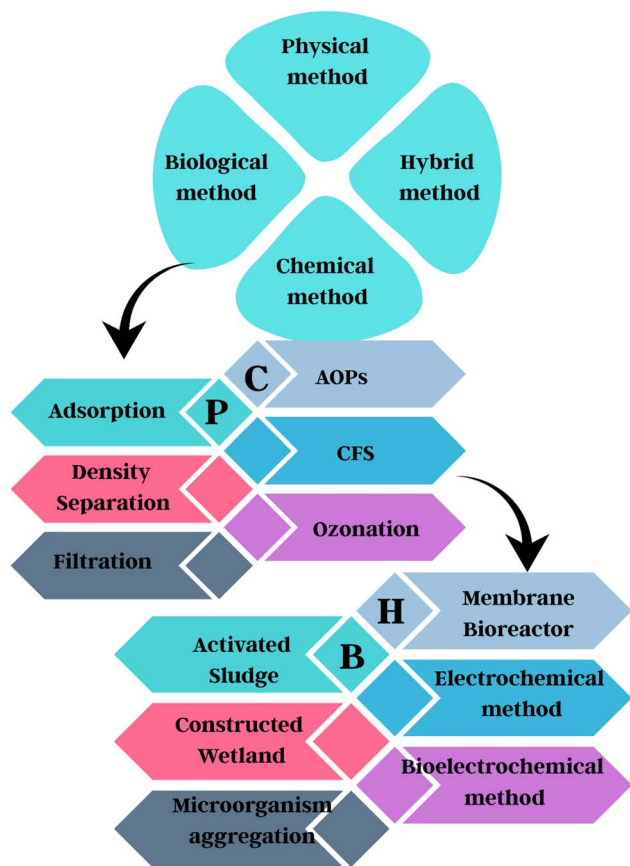 Physical
method
Biological
method
Hybrid
method
Chemical
method
C
AOPs
Adsorption
P
CFS
Density
Separation
Ozonation
Filtration
H
Membrane
Bioreactor
Activated
Sludge
B
Electrochemical
method
Constructed
Wetland
Bioelectrochemical
method
Microorganism
aggregation